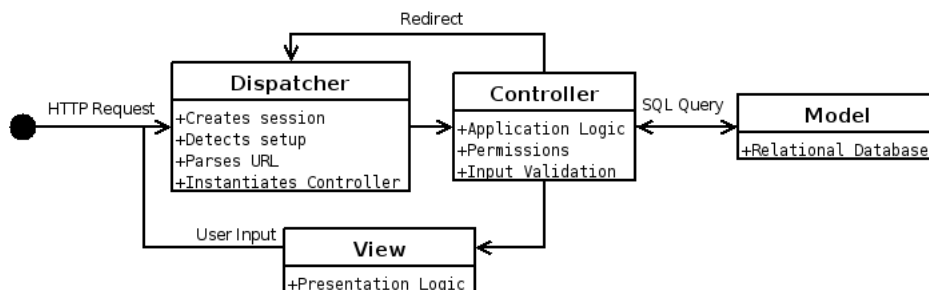 Redirect
HTTP Request
Dispatcher
+Creates session
+Detects setup
+Parses URL
+Instantiates Controller
Controller
+Application Logic
+Permissions
+Input Validation
SQL Query
Model
+Relational Database
User Input
View
+Presentation Logic